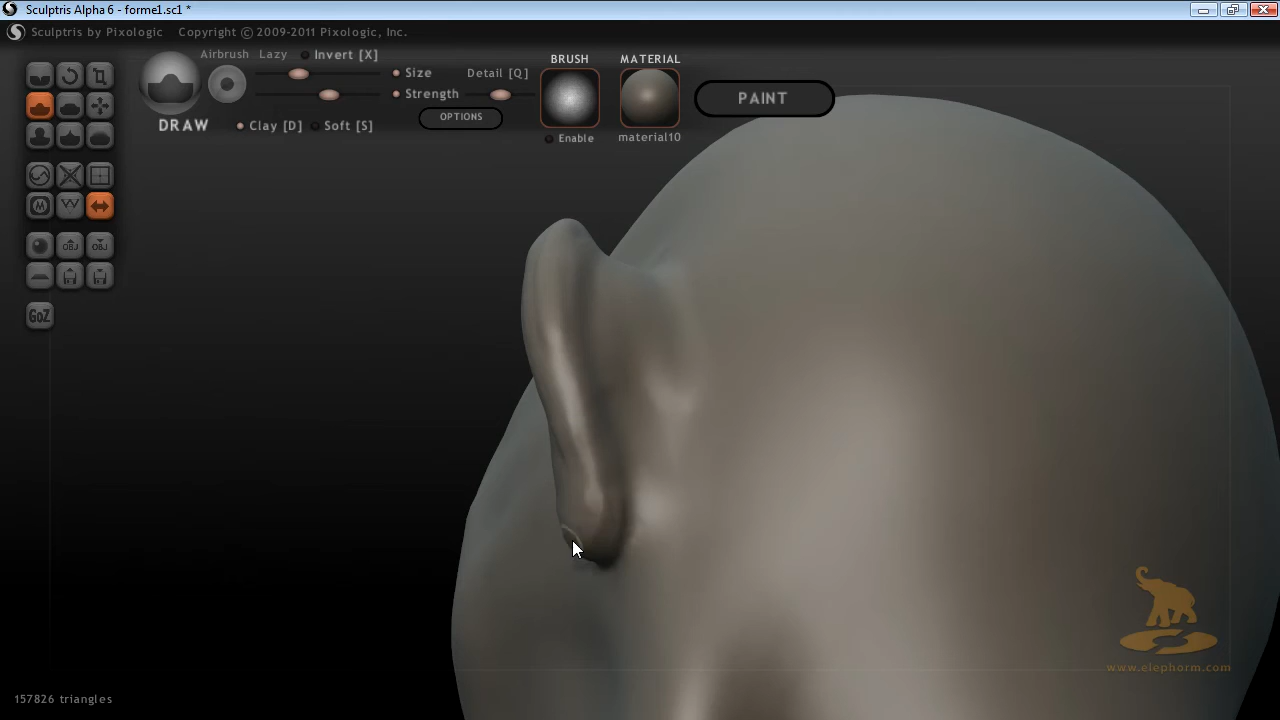 Sculptris Alpha 6 - forme1.sc1 *
Sculptris by Pixologic Copyright © 2009-2011 Pixologic, Inc.
Airbrush Lazy Invert [X]
BRUSH MATERIAL
Size Detail [Q]
Strength
PAINT
OPTIONS
DRAW Clay [D] Soft [S]
Enable material10
M
OBJ OBJ
GoZ
www.elephorm.com
157826 triangles